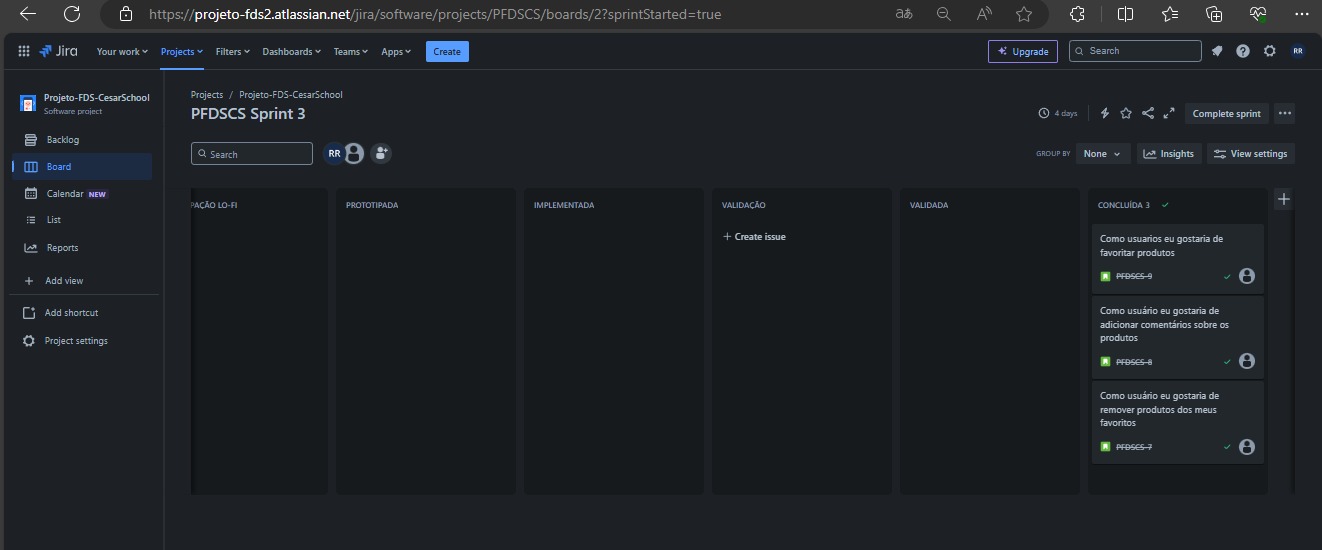 https://projeto-fds2.atlassian.net/jira/software/projects/PFDSCS/boards/2?sprintStarted=true
Jira
Your work
Projects
Filters
Dashboards
Teams
Apps
Create
Upgrade
Search
RR
Projeto-FDS-CesarSchool
Software project
Backlog
Board
Calendar NEW
List
Reports
Add view
Add shortcut
Project settings
Projects / Projeto-FDS-CesarSchool
PFDSCS Sprint 3
4 days
Complete sprint
Search
RR
GROUP BY
None
Insights
View settings
PAÇÃO LO-FI
PROTOTIPADA
IMPLEMENTADA
VALIDAÇÃO
+ Create issue
VALIDADA
CONCLUÍDA 3
Como usuarios eu gostaria de
favoritar produtos
PFDSCS-9
Como usuário eu gostaria de
adicionar comentários sobre os
produtos
PFDSCS-8
Como usuário eu gostaria de
remover produtos dos meus
favoritos
PFDSCS-7